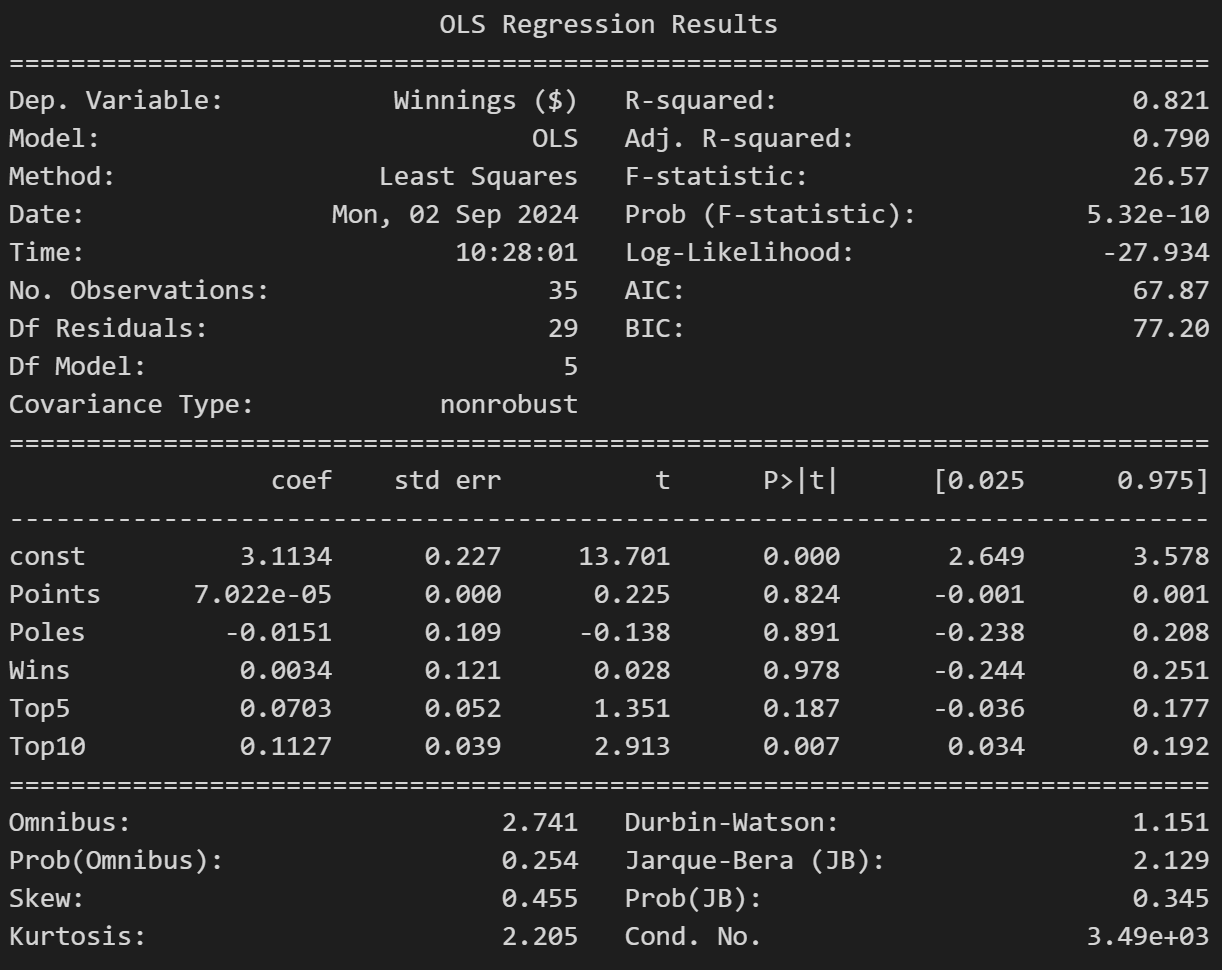 OLS Regression Results
==============================================================================
Dep. Variable:           Winnings ($)   R-squared:                       0.821
Model:                            OLS   Adj. R-squared:                  0.790
Method:                 Least Squares   F-statistic:                     26.57
Date:                Mon, 02 Sep 2024   Prob (F-statistic):           5.32e-10
Time:                        10:28:01   Log-Likelihood:                -27.934
No. Observations:                  35   AIC:                             67.87
Df Residuals:                      29   BIC:                             77.20
Df Model:                           5
Covariance Type:            nonrobust
==============================================================================
                 coef    std err          t      P>|t|      [0.025      0.975]
------------------------------------------------------------------------------
const          3.1134      0.227     13.701      0.000       2.649       3.578
Points      7.022e-05      0.000      0.225      0.824      -0.001       0.001
Poles         -0.0151      0.109     -0.138      0.891      -0.238       0.208
Wins           0.0034      0.121      0.028      0.978      -0.244       0.251
Top5           0.0703      0.052      1.351      0.187      -0.036       0.177
Top10          0.1127      0.039      2.913      0.007       0.034       0.192
==============================================================================
Omnibus:                        2.741   Durbin-Watson:                   1.151
Prob(Omnibus):                  0.254   Jarque-Bera (JB):                2.129
Skew:                           0.455   Prob(JB):                        0.345
Kurtosis:                       2.205   Cond. No.                     3.49e+03